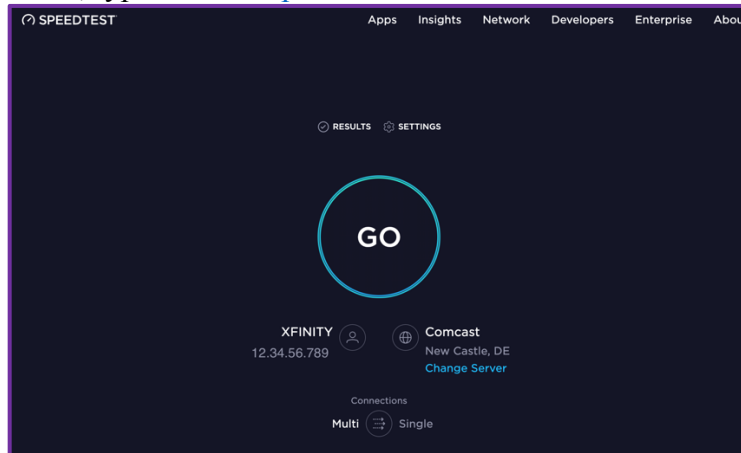 SPEEDTEST Apps Insights Network Developers Enterprise
RESULTS SETTINGS
GO
XFINITY Comcast
12.34.56.789 New Castle, DE
Change Server
Connections
Multi Single